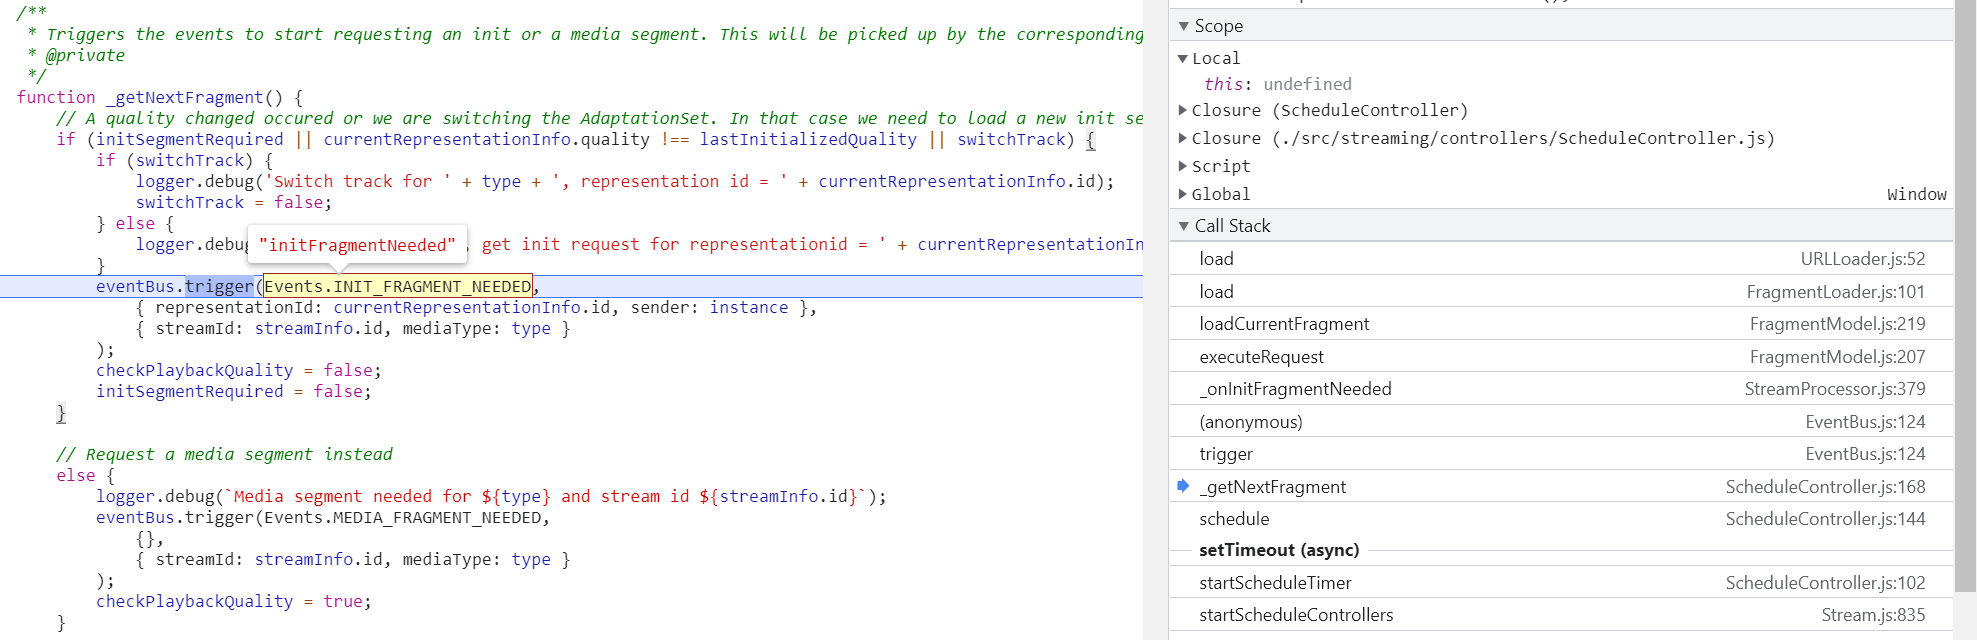 /**
* Triggers the events to start requesting an init or a media segment. This will be picked up by the corresponding
* @private
*/
function _getNextFragment() {
// A quality changed occured or we are switching the AdaptationSet. In that case we need to load a new init se
if (initSegmentRequired || currentRepresentationInfo.quality !== lastInitializedQuality || switchTrack) {
if (switchTrack) {
logger.debug('Switch track for ' + type + ', representation id = ' + currentRepresentationInfo.id);
switchTrack = false;
} else {
logger.debug "initFragmentNeeded" , get init request for representationid = ' + currentRepresentationIn
}
eventBus.trigger(Events.INIT_FRAGMENT_NEEDED,
{ representationId: currentRepresentationInfo.id, sender: instance },
{ streamId: streamInfo.id, mediaType: type }
);
checkPlaybackQuality = false;
initSegmentRequired = false;
}
// Request a media segment instead
else {
logger.debug(`Media segment needed for ${type} and stream id ${streamInfo.id}`);
eventBus.trigger(Events.MEDIA_FRAGMENT_NEEDED,
{},
{ streamId: streamInfo.id, mediaType: type }
);
checkPlaybackQuality = true;
}
Scope
Local
this: undefined
Closure (ScheduleController)
Closure (./src/streaming/controllers/ScheduleController.js)
Script
Global Window
Call Stack
load URLLoader.js:52
load FragmentLoader.js:101
loadCurrentFragment FragmentModel.js:219
executeRequest FragmentModel.js:207
_onInitFragmentNeeded StreamProcessor.js:379
(anonymous) EventBus.js:124
trigger EventBus.js:124
_getNextFragment ScheduleController.js:168
schedule ScheduleController.js:144
setTimeout (async)
startScheduleTimer ScheduleController.js:102
startScheduleControllers Stream.js:835